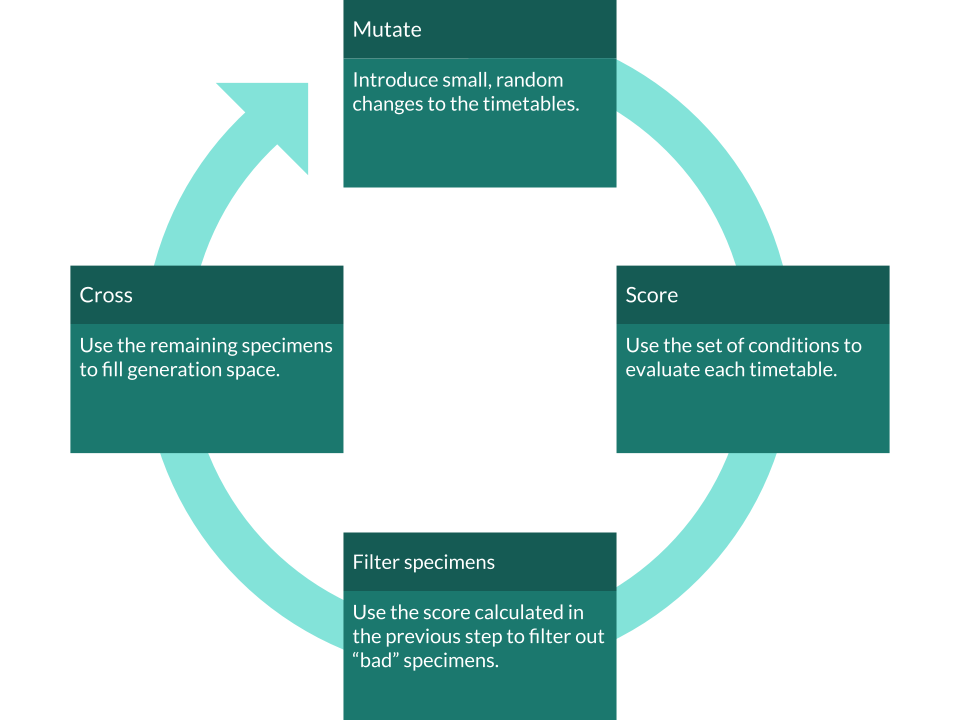 Mutate
Introduce small, random
changes to the timetables.
Cross
Use the remaining specimens
to fill generation space.
Score
Use the set of conditions to
evaluate each timetable.
Filter specimens
Use the score calculated in
the previous step to filter out
“bad” specimens.